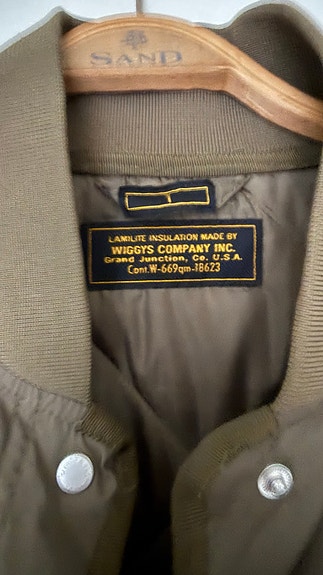 SAND
LAMILITE INSULATION MADE BY
WIGGYS COMPANY INC.
Grand Junction, Co. U.S.A.
Cont.W-669qm-18623